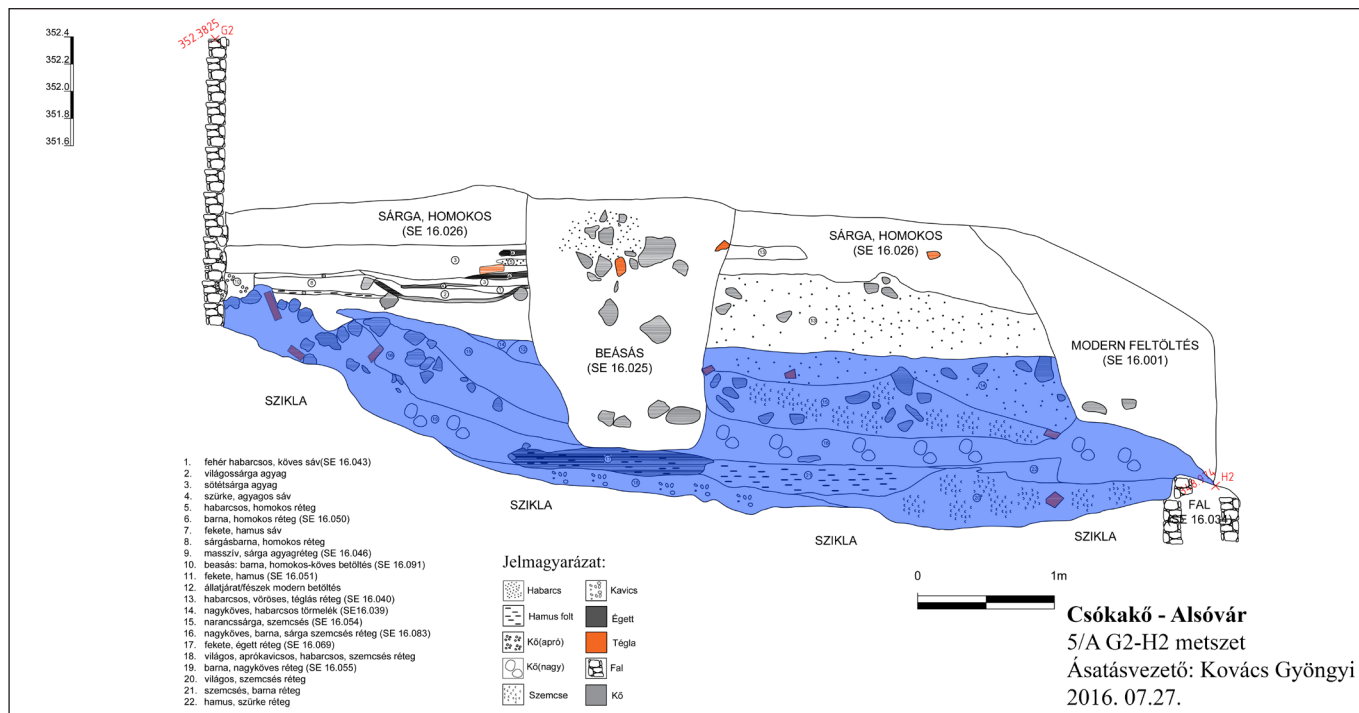 352.4
352.2
352.0
351.8
351.6
352.3825
G2
SÁRGA, HOMOKOS
(SE 16.026)
SÁRGA, HOMOKOS
(SE 16.026)
BEÁSÁS
(SE 16.025)
MODERN FELTÖLTÉS
(SE 16.001)
SZIKLA
SZIKLA
SZIKLA
SZIKLA
H2
FAL
(SE 16.034)
1. fehér habarcsos, köves sáv(SE 16.043)
2. világossárga agyag
3. sötétsárga agyag
4. szürke, agyagos sáv
5. habarcsos, homokos réteg
6. barna, homokos réteg (SE 16.050)
7. fekete, hamus sáv
8. sárgásbarna, homokos réteg
9. masszív, sárga agyagréteg (SE 16.046)
10. beasás: barna, homokos-köves betöltés (SE 16.091)
11. fekete, hamus (SE 16.051)
12. állatjárat/fészek modern betöltés
13. habarcsos, vöröses, téglás réteg (SE 16.040)
14. nagyköves, habarcsos törmelék (SE16.039)
15. narancssárga, szemcsés (SE 16.054)
16. nagyköves, barna, sárga szemcsés réteg (SE 16.083)
17. fekete, égett réteg (SE 16.069)
18. világos, aprókavicsos, habarcsos, szemcsés réteg
19. barna, nagyköves réteg (SE 16.055)
20. világos, szemcsés réteg
21. szemcsés, barna réteg
22. hamus, szürke réteg
Jelmagyarázat:
Habarcs
Kavics
Hamus folt
Égett
Kő(apró)
Tégla
Kő(nagy)
Fal
Szemcse
Kő
0 1m
Csókakő - Alsóvár
5/A G2-H2 metszet
Ásatásvezető: Kovács Gyöngyi
2016. 07.27.